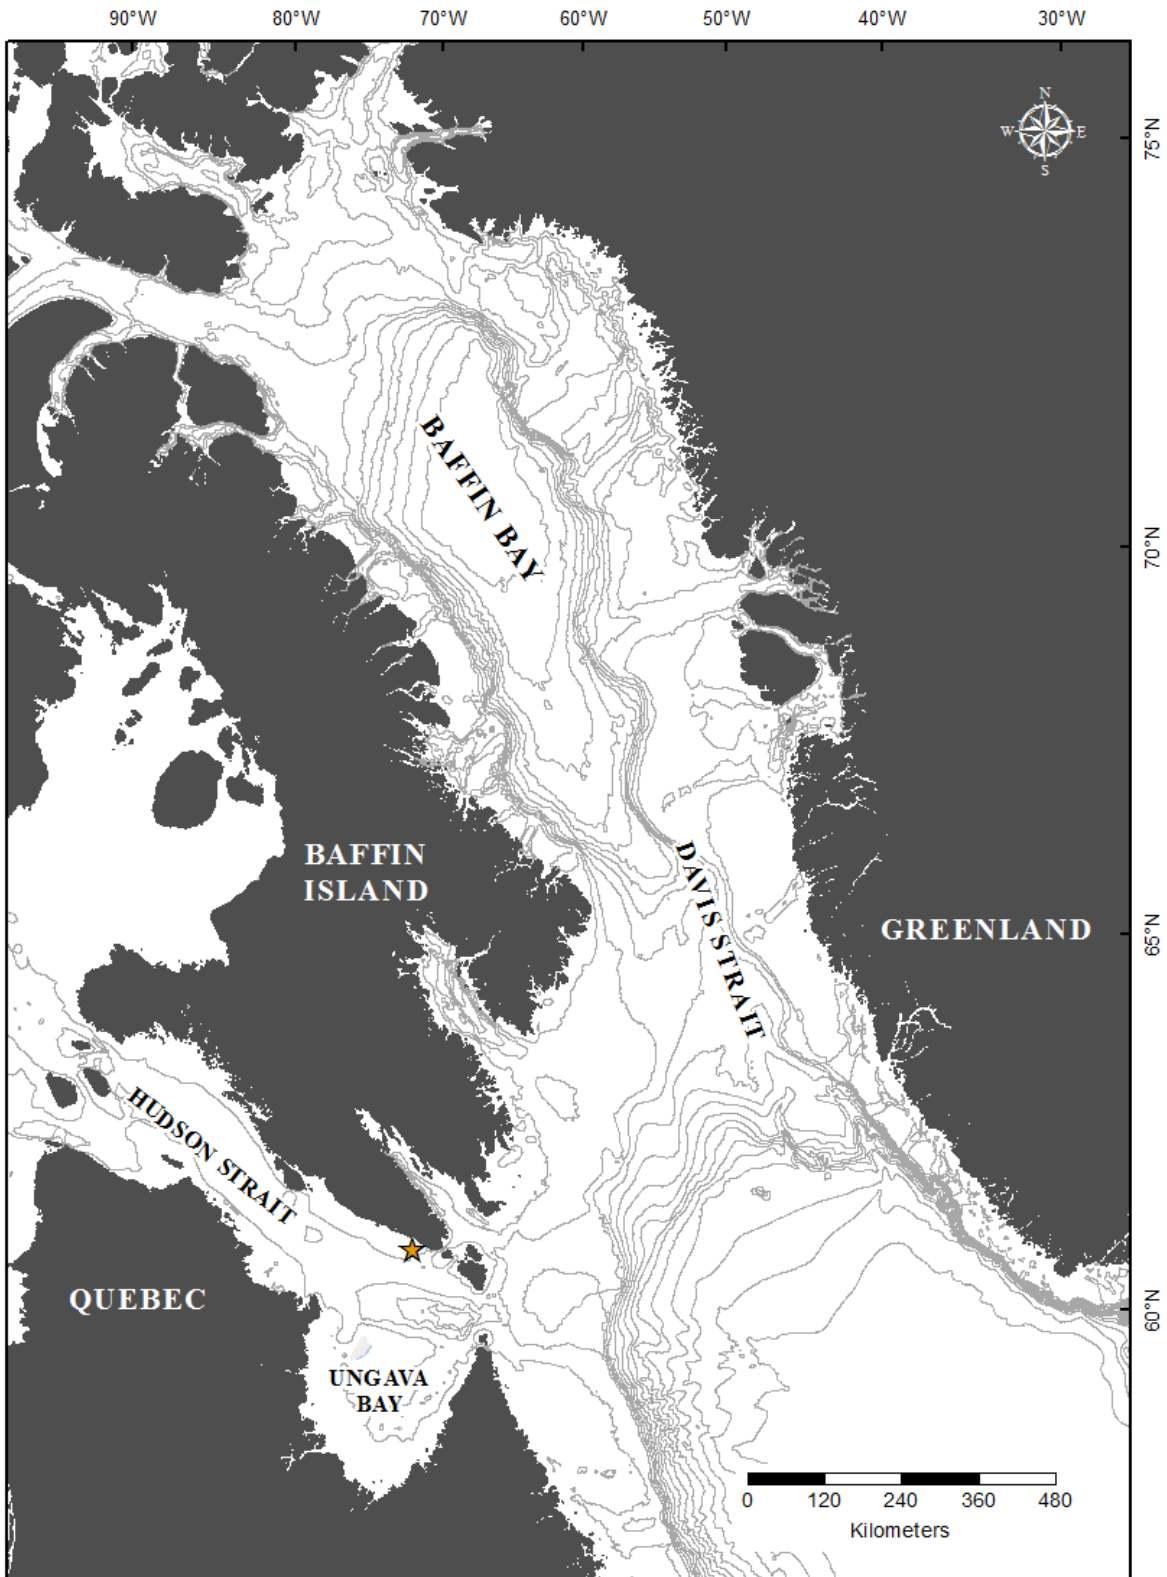 90°W 80°W 70°W 60°W 50°W 40°W 30°W
N
W E
S
75°N
BAFFIN BAY
70°N
BAFFIN
ISLAND
DAVIS STRAIT
GREENLAND
65°N
HUDSON STRAIT
QUEBEC
60°N
UNGAVA
BAY
0 120 240 360 480
Kilometers